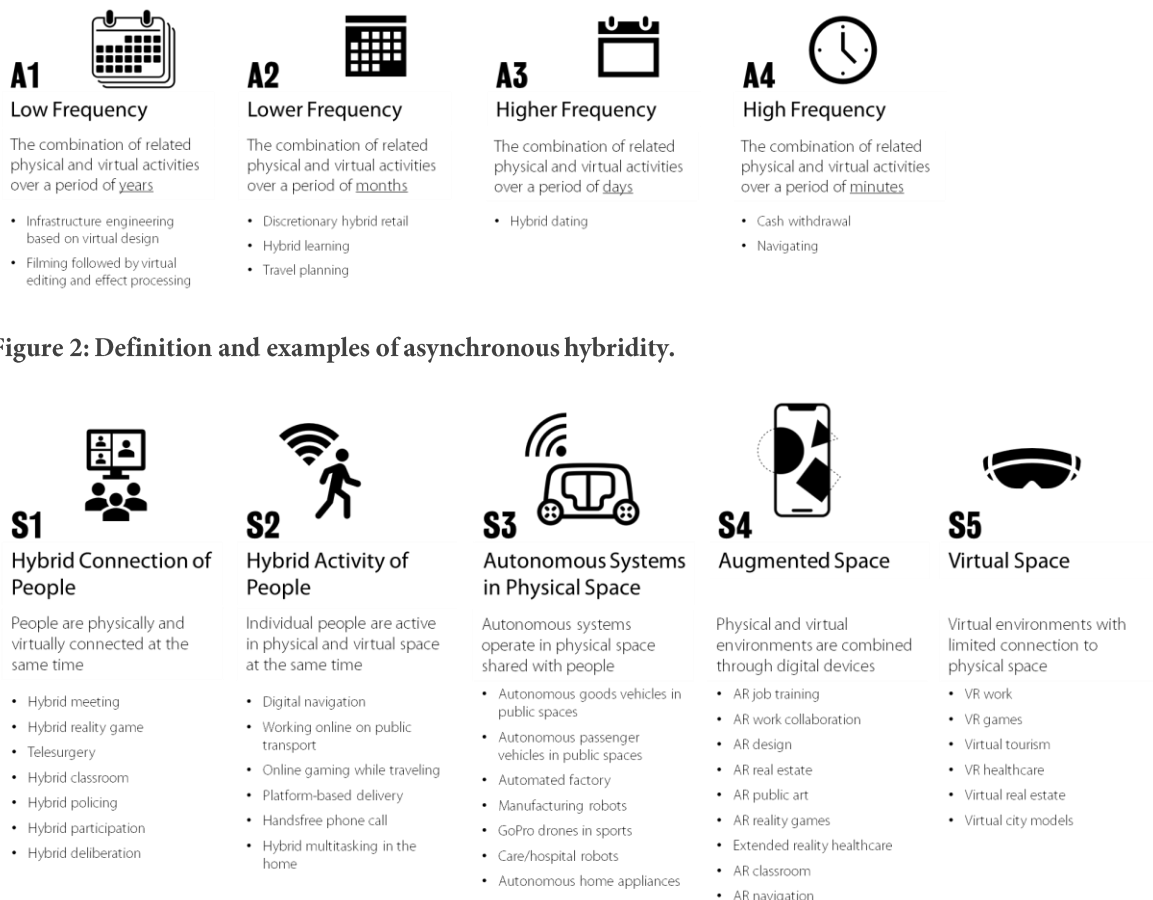 A1
Low Frequency
The combination of related
physical and virtual activities
over a period of years
• Infrastructure engineering
based on virtual design
• Filming followed by virtual
editing and effect processing
A2
Lower Frequency
The combination of related
physical and virtual activities
over a period of months
• Discretionary hybrid retail
• Hybrid learning
• Travel planning
A3
Higher Frequency
The combination of related
physical and virtual activities
over a period of days
• Hybrid dating
A4
High Frequency
The combination of related
physical and virtual activities
over a period of minutes
• Cash withdrawal
• Navigating
Figure 2: Definition and examples of asynchronous hybridity.
S1
Hybrid Connection of
People
People are physically and
virtually connected at the
same time
• Hybrid meeting
• Hybrid reality game
• Telesurgery
• Hybrid classroom
• Hybrid policing
• Hybrid participation
• Hybrid deliberation
S2
Hybrid Activity of
People
Individual people are active
in physical and virtual space
at the same time
• Digital navigation
• Working online on public
transport
• Online gaming while traveling
• Platform-based delivery
• Handsfree phone call
• Hybrid multitasking in the
home
S3
Autonomous Systems
in Physical Space
Autonomous systems
operate in physical space
shared with people
• Autonomous goods vehicles in
public spaces
• Autonomous passenger
vehicles in public spaces
• Automated factory
• Manufacturing robots
• GoPro drones in sports
• Care/hospital robots
• Autonomous home appliances
S4
Augmented Space
Physical and virtual
environments are combined
through digital devices
• AR job training
• AR work collaboration
• AR design
• AR real estate
• AR public art
• AR reality games
• Extended reality healthcare
• AR classroom
• AR navigation
S5
Virtual Space
Virtual environments with
limited connection to
physical space
• VR work
• VR games
• Virtual tourism
• VR healthcare
• Virtual real estate
• Virtual city models